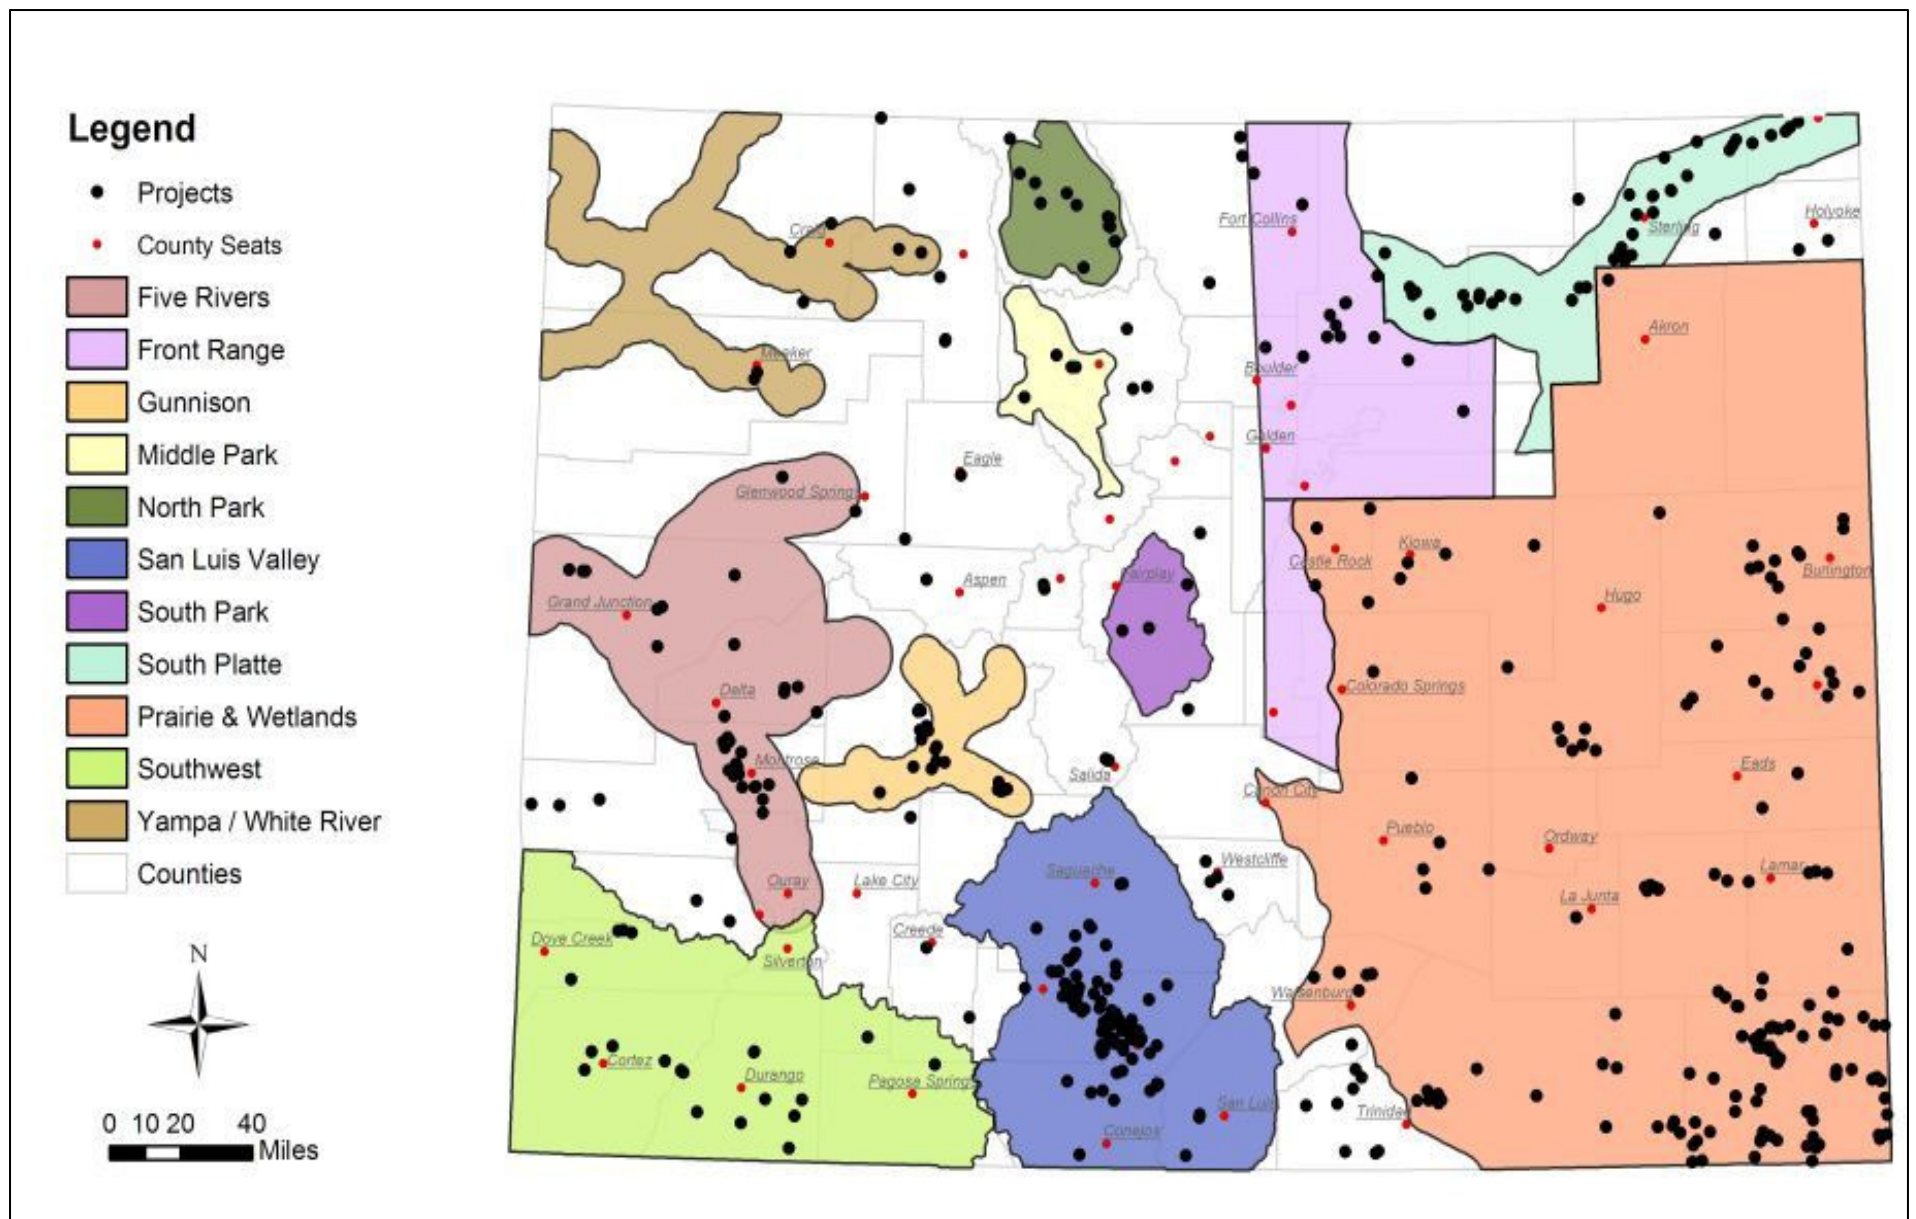 Legend
Projects
County Seats
Five Rivers
Front Range
Gunnison
Middle Park
North Park
San Luis Valley
South Park
South Platte
Prairie & Wetlands
Southwest
Yampa / White River
Counties
N
0 10 20 40
Miles
Craig
Meeker
Fort Collins
Sterling
Holyoke
Akron
Boulder
Golden
Eagle
Glenwood Springs
Grand Junction
Aspen
Fairplay
Castle Rock
Kiowa
Hugo
Burlington
Delta
Colorado Springs
Montrose
Salida
Canon City
Eads
Pueblo
Ordway
Westcliffe
Saguache
Ouray
Lake City
Lamar
La Junta
Dove Creek
Silverton
Creede
Walsenburg
Cortez
Durango
Pagosa Springs
San Luis
Conejos
Trinidad